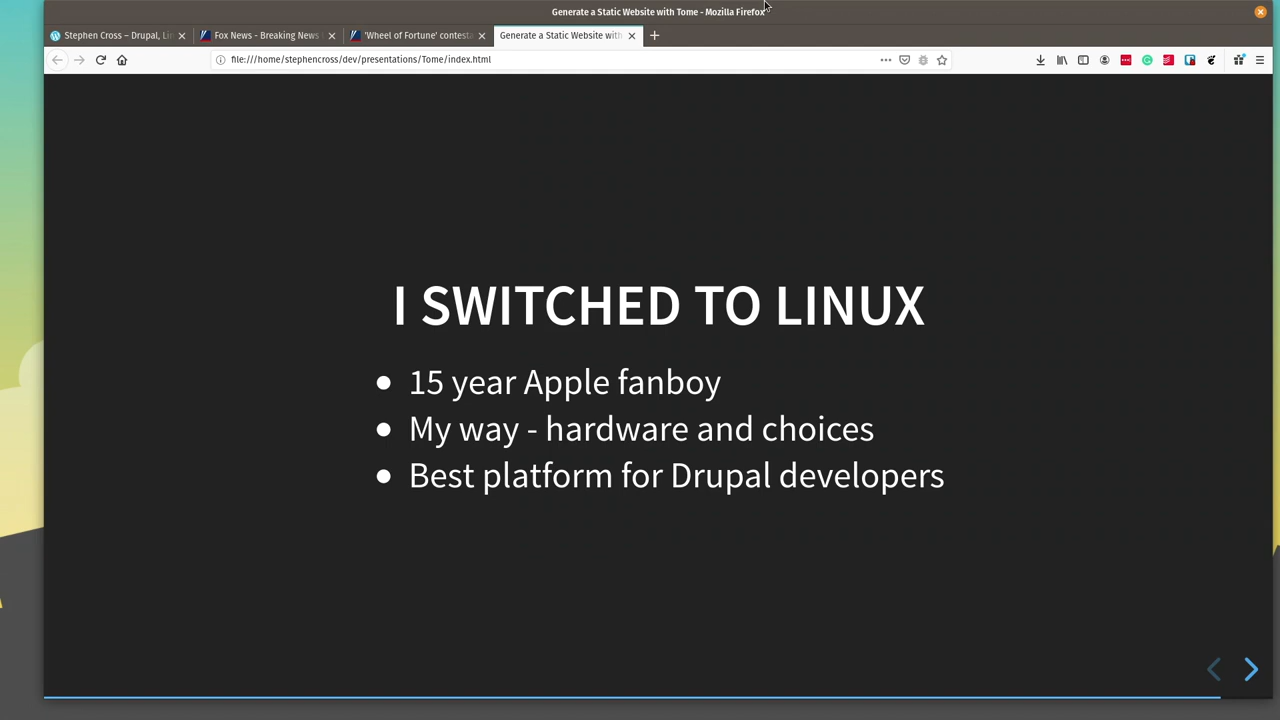 Generate a Static Website with Tome - Mozilla Firefox
Stephen Cross – Drupal, Lin
Fox News - Breaking News
'Wheel of Fortune' contesta
Generate a Static Website with
file:///home/stephencross/dev/presentations/Tome/index.html
I SWITCHED TO LINUX
15 year Apple fanboy
My way - hardware and choices
Best platform for Drupal developers